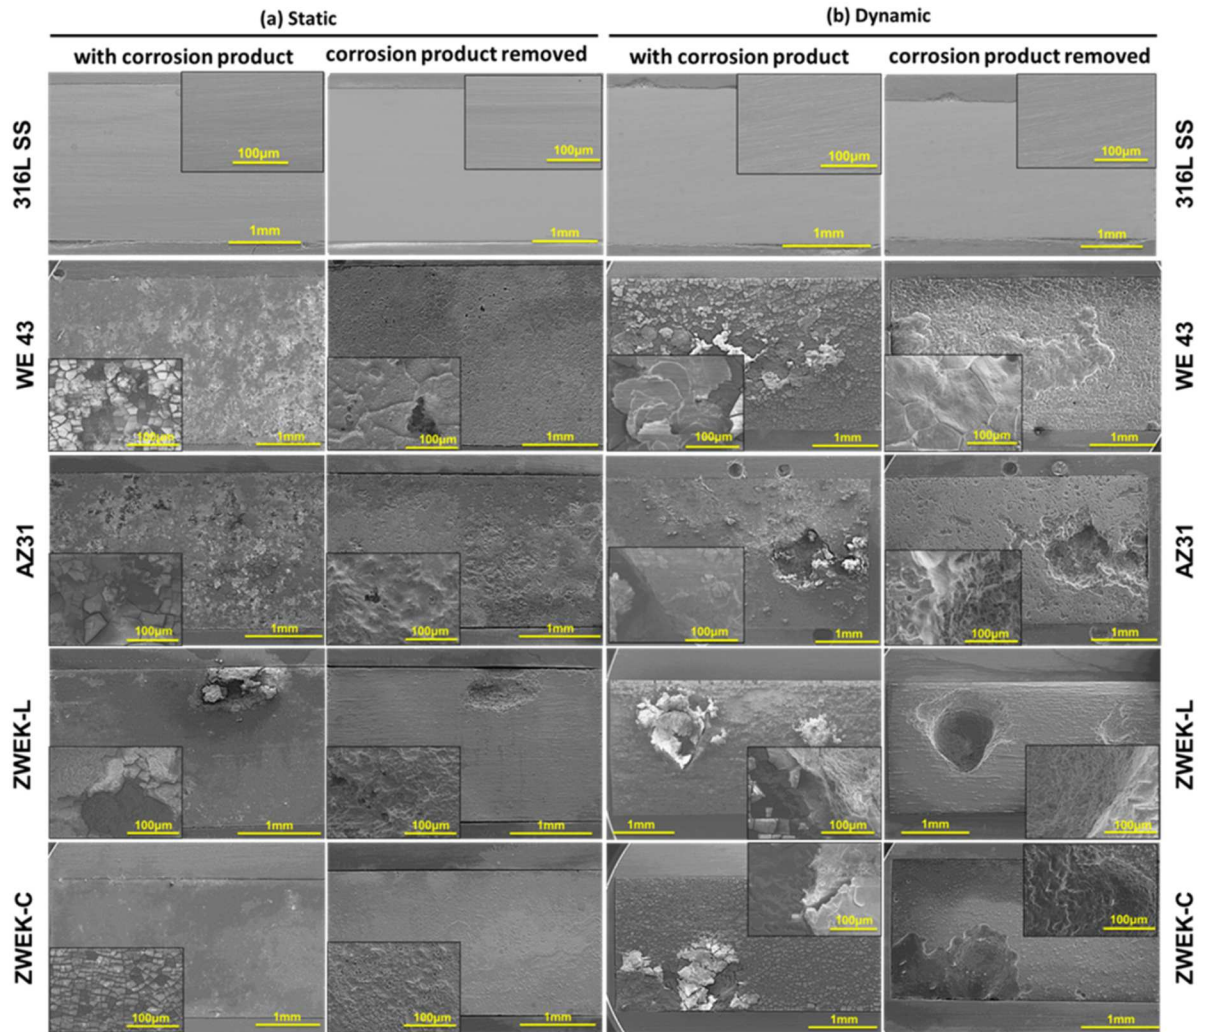 (a) Static
(b) Dynamic
with corrosion product
corrosion product removed
with corrosion product
corrosion product removed
316L SS
100µm
1mm
100µm
1mm
100µm
1mm
100µm
1mm
316L SS
WE 43
100µm
1mm
100µm
1mm
100µm
1mm
100µm
1mm
WE 43
AZ31
100µm
1mm
100µm
1mm
100µm
1mm
100µm
1mm
AZ31
ZWEK-L
100µm
1mm
100µm
1mm
1mm
100µm
1mm
100µm
ZWEK-L
ZWEK-C
100µm
1mm
100µm
1mm
100µm
1mm
100µm
1mm
ZWEK-C